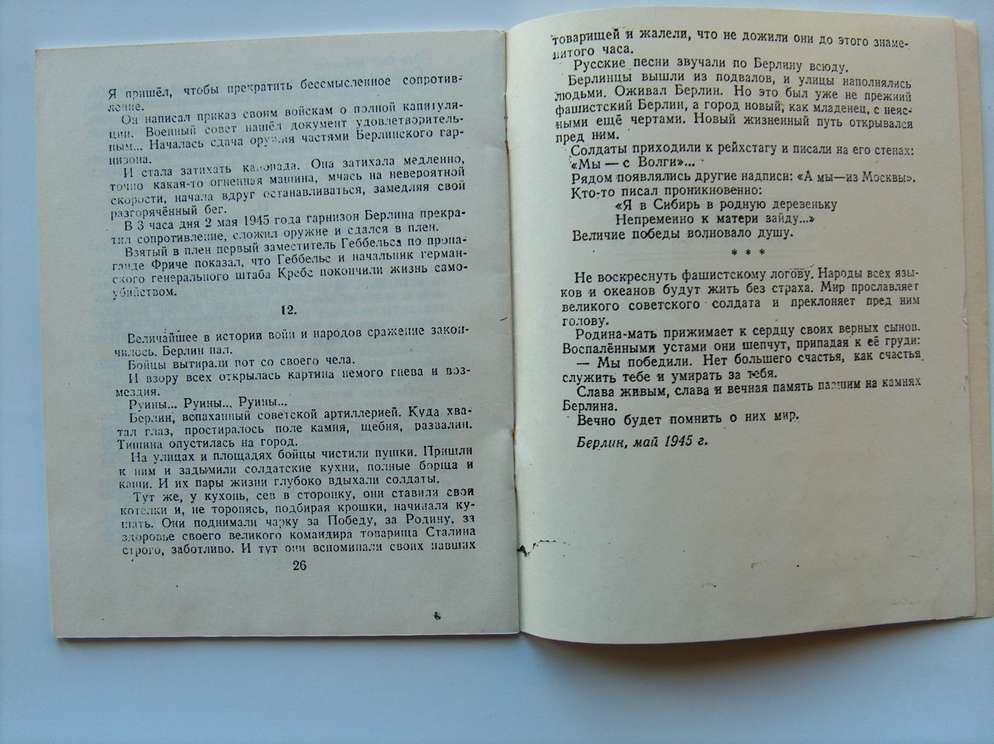 Я пришёл, чтобы прекратить бессмысленное сопротив-
ление.
Он написал приказ своим войскам о полной капитуля-
ции. Военный совет нашёл документ удовлетворитель-
ным... Началась сдача оружия частями Берлинского гар-
низона.
И стала затихать канонада. Она затихала медленно,
точно какая-то огненная машина, мчась на невероятной
скорости, начала вдруг останавливаться, замедляя свой
разгорячённый бег.
В 3 часа дня 2 мая 1945 года гарнизон Берлина прекра-
тил сопротивление, сложил оружие и сдался в плен.
Взятый в плен первый заместитель Геббельса по пропа-
ганде Фриче показал, что Геббельс и начальник герман-
ского генерального штаба Кребс покончили жизнь само-
убийством.
12.
Величайшее в истории войн и народов сражение закон-
чилось. Берлин пал.
Бойцы вытирали пот со своего чела.
И взору всех открылась картина немого гнева и воз-
мездия.
Руины... Руины... Руины...
Берлин, вспаханный советской артиллерией. Куда хва-
тал глаз, простиралось поле камня, щебня, развалин.
Тишина опустилась на город.
На улицах и площадях бойцы чистили пушки. Пришли
к ним и задымили солдатские кухни, полные борща и
каши. И их пары жизни глубоко вдыхали солдаты.
Тут же, у кухонь, сев в сторонку, они ставили свои
котелки и, не торопясь, подбирая крошки, начинали ку-
шать. Они поднимали чарку за Победу, за Родину, за
здоровье своего великого командира товарища Сталина
строго, заботливо. И тут они вспоминали своих павших
26
товарищей и жалели, что не дожили они до этого знаме-
нитого часа.
Русские песни звучали по Берлину всюду.
Берлинцы вышли из подвалов, и улицы наполнялись
людьми. Оживал Берлин. Но это был уже не прежний
фашистский Берлин, а город новый, как младенец, с неяс-
ными ещё чертами. Новый жизненный путь открывался
пред ним.
Солдаты приходили к рейхстагу и писали на его стенах:
«Мы — с Волги»...
Рядом появлялись другие надписи: «А мы—из Москвы».
Кто-то писал проникновенно:
«Я в Сибирь в родную деревеньку
Непременно к матери зайду...»
Величие победы волновало душу.
* * *
Не воскреснуть фашистскому логову. Народы всех язы-
ков и океанов будут жить без страха. Мир прославляет
великого советского солдата и преклоняет пред ним
голову.
Родина-мать прижимает к сердцу своих верных сынов.
Воспалёнными устами они шепчут, припадая к её груди:
— Мы победили. Нет большего счастья, как счастья
служить тебе и умирать за тебя.
Слава живым, слава и вечная память павшим на камнях
Берлина.
Вечно будет помнить о них мир.
Берлин, май 1945 г.